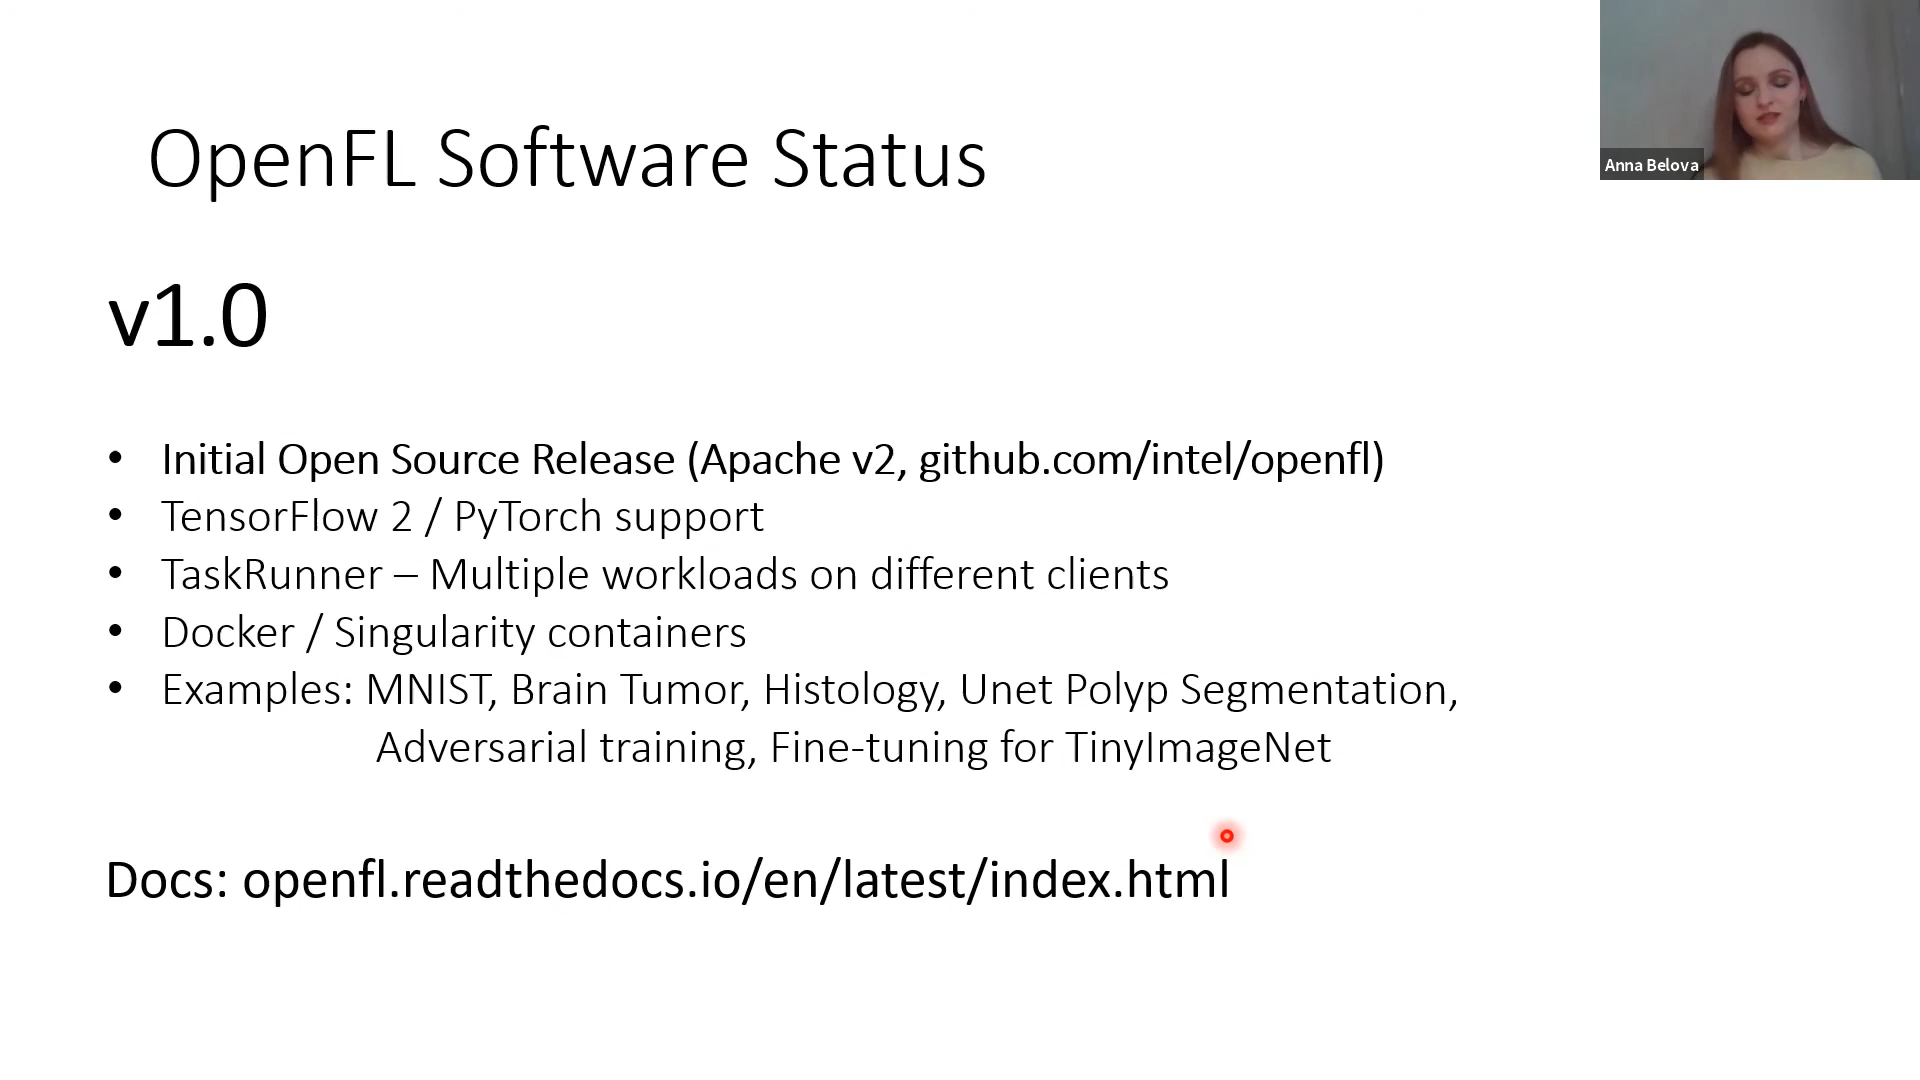 OpenFL Software Status
Anna Belova
v1.0
• Initial Open Source Release (Apache v2, github.com/intel/openfl)
• TensorFlow 2 / PyTorch support
• TaskRunner – Multiple workloads on different clients
• Docker / Singularity containers
• Examples: MNIST, Brain Tumor, Histology, Unet Polyp Segmentation,
Adversarial training, Fine-tuning for TinyImageNet
Docs: openfl.readthedocs.io/en/latest/index.html